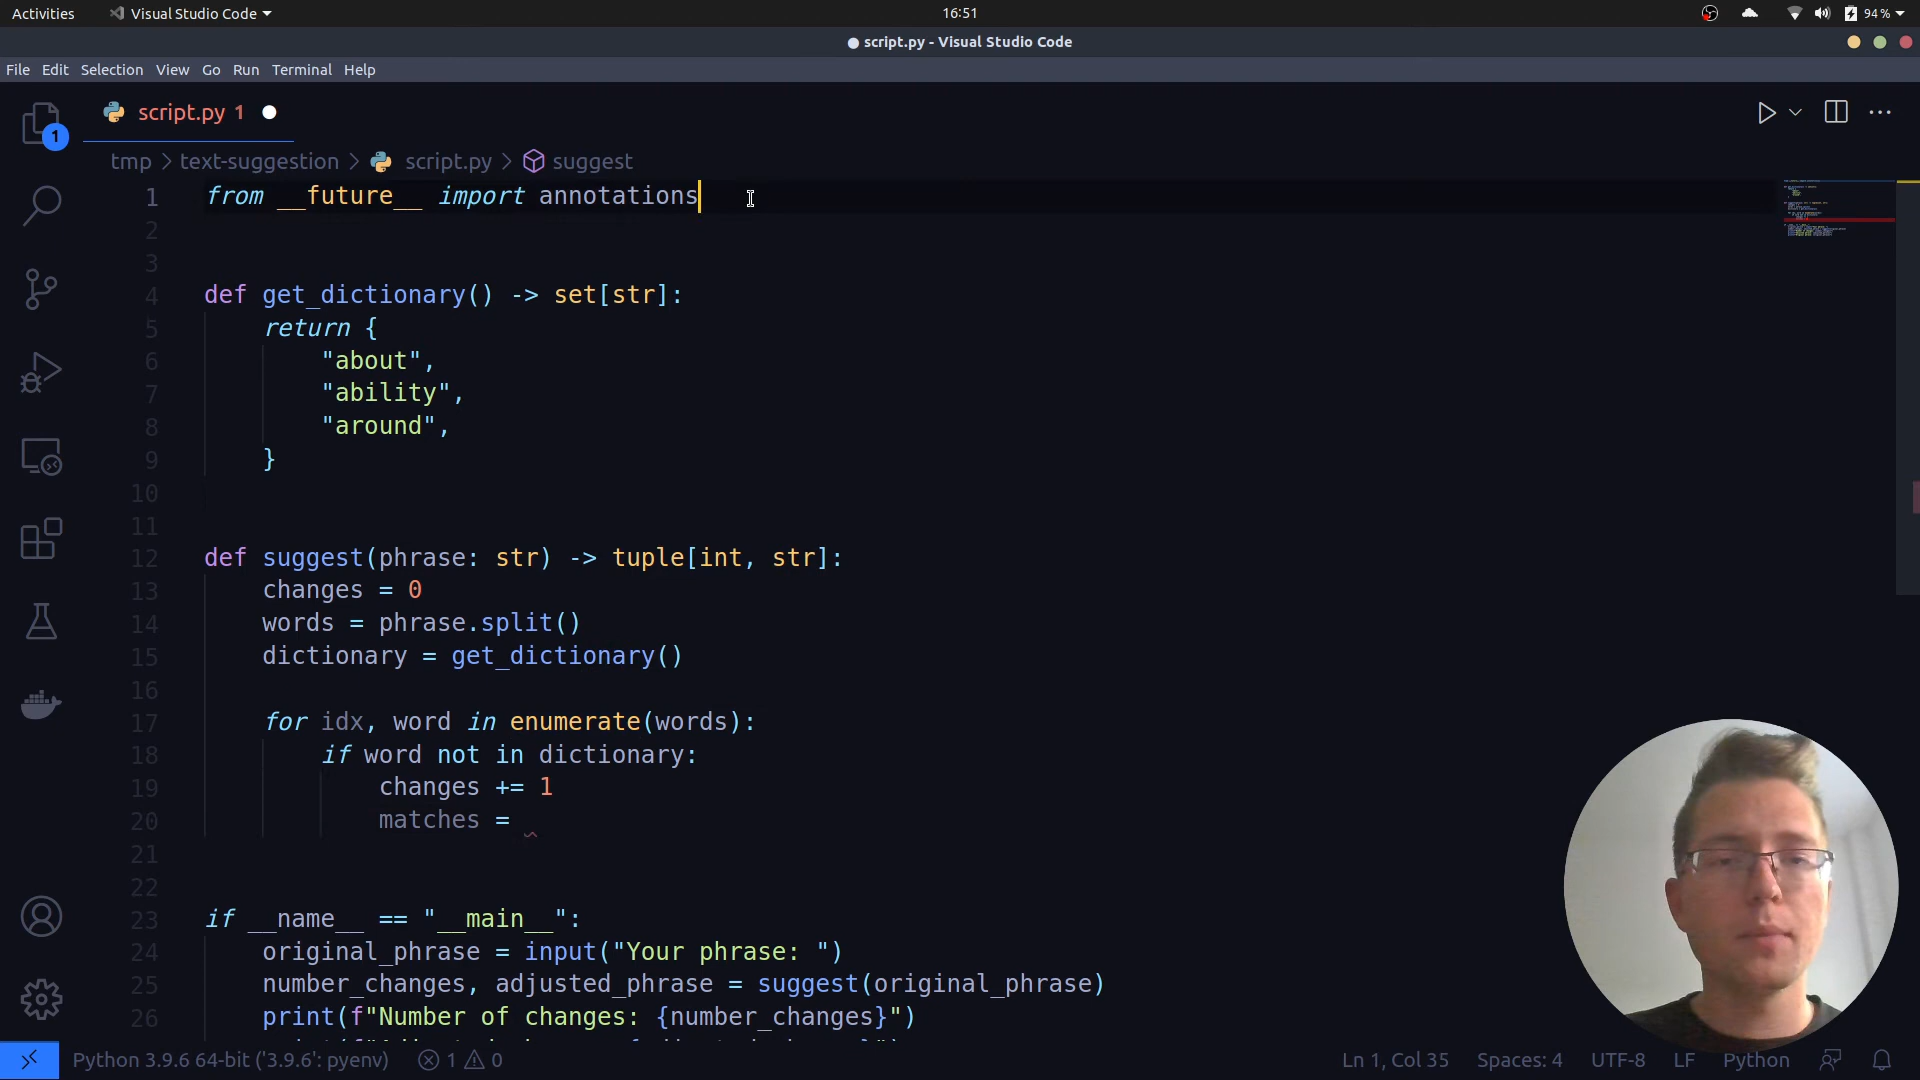 Activities
Visual Studio Code
16:51
94 %
● script.py - Visual Studio Code
File Edit Selection View Go Run Terminal Help
1
script.py 1
tmp > text-suggestion > script.py > suggest
1 from __future__ import annotations
2
3
4 def get_dictionary() -> set[str]:
5 return {
6 "about",
7 "ability",
8 "around",
9 }
10
11
12 def suggest(phrase: str) -> tuple[int, str]:
13 changes = 0
14 words = phrase.split()
15 dictionary = get_dictionary()
16
17 for idx, word in enumerate(words):
18 if word not in dictionary:
19 changes += 1
20 matches =
21
22
23 if __name__ == "__main__":
24 original_phrase = input("Your phrase: ")
25 number_changes, adjusted_phrase = suggest(original_phrase)
26 print(f"Number of changes: {number_changes}")
Python 3.9.6 64-bit ('3.9.6': pyenv) 1 0 Ln 1, Col 35 Spaces: 4 UTF-8 LF Python